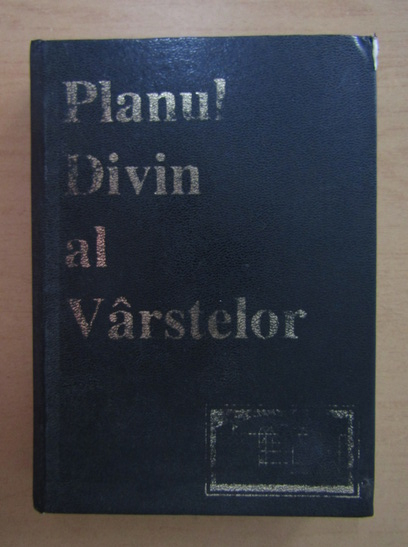 Planul
Divin
al
Vârstelor